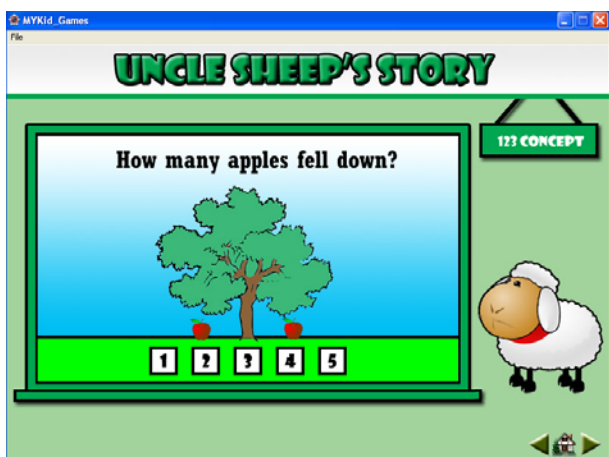 MYKid_Games
File
UNCLE SHEEP'S STORY
123 CONCEPT
How many apples fell down?
1 2 3 4 5